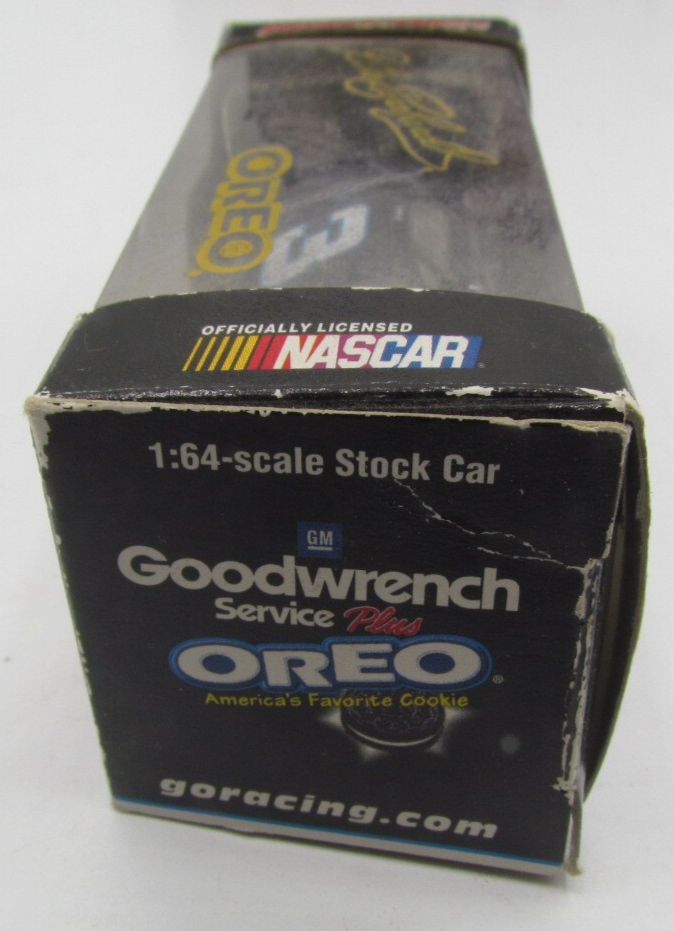 OREO
3
OFFICIALLY LICENSED
NASCAR
1:64-scale Stock Car
GM
Goodwrench
Service Plus
OREO®
America's Favorite Cookie
goracing.com